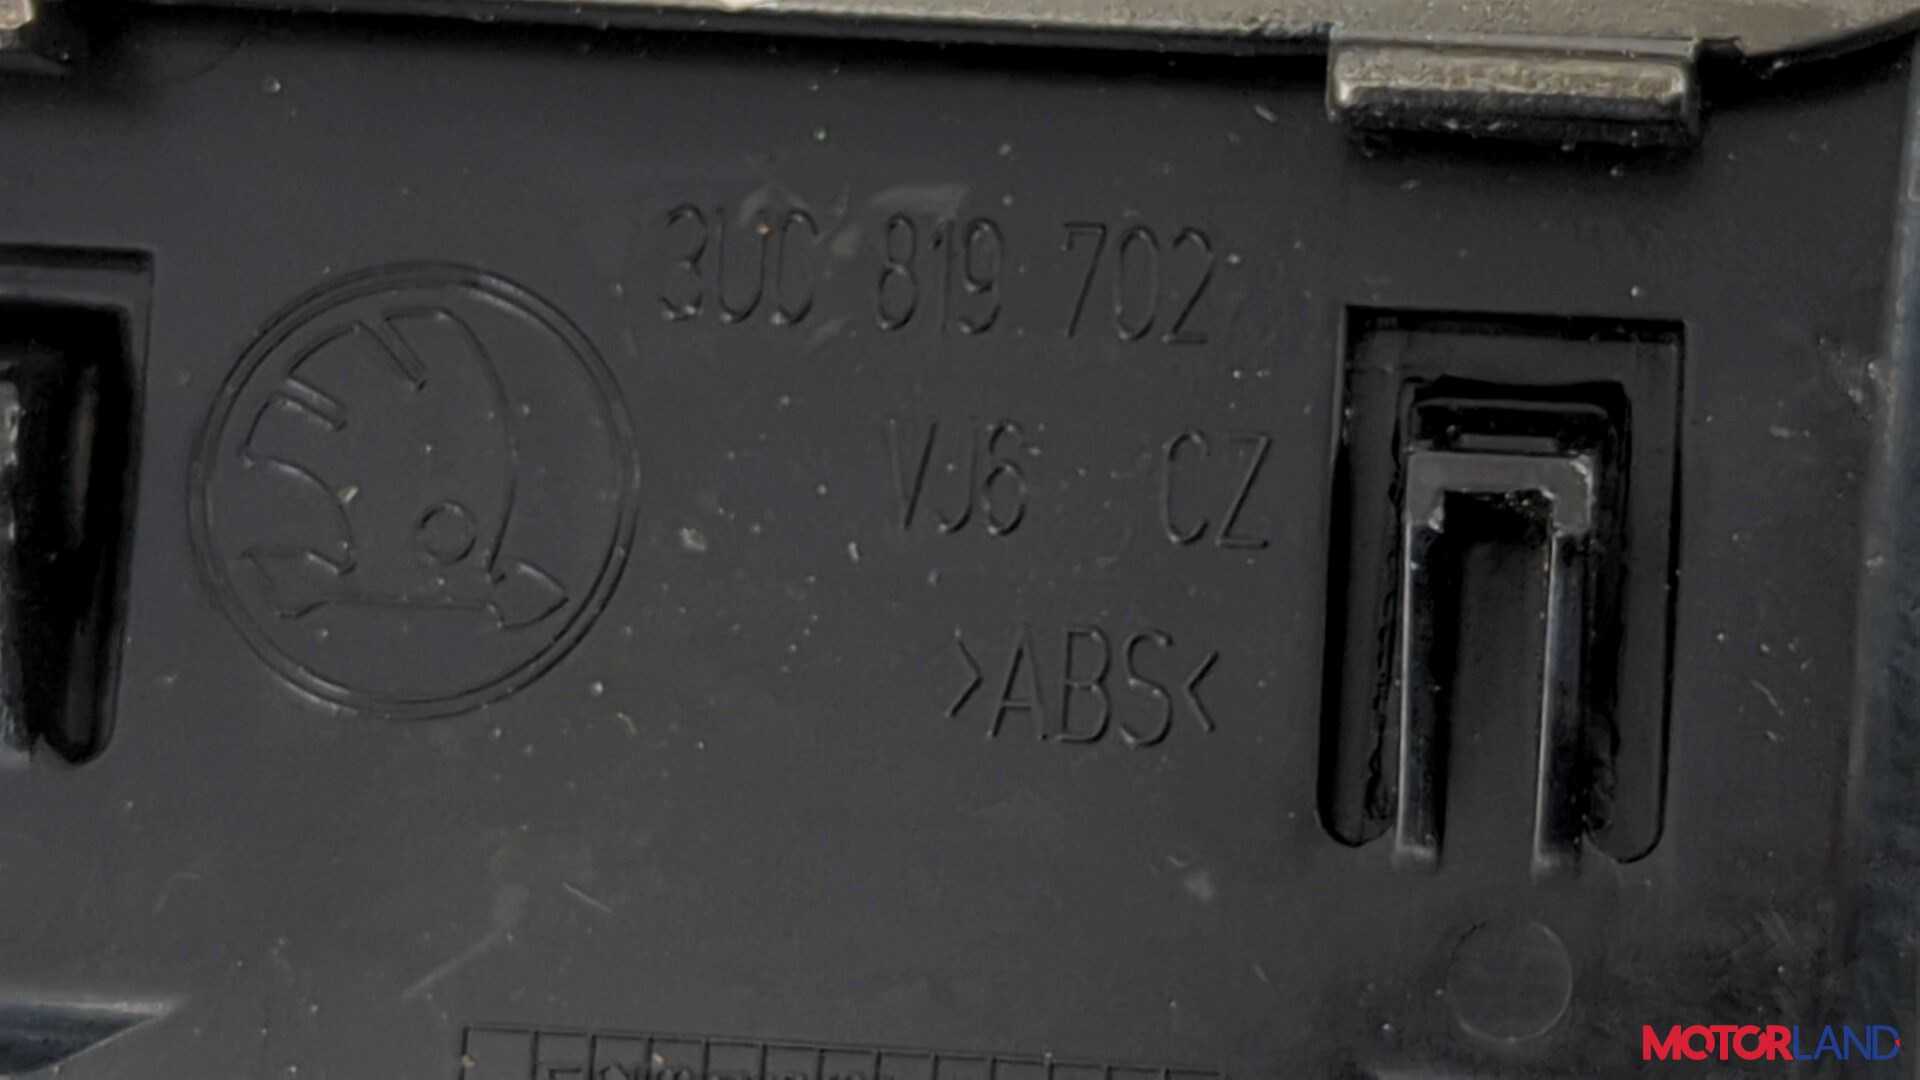 3U0 819 702
VJ6 CZ
>ABS<
MOTORLAND